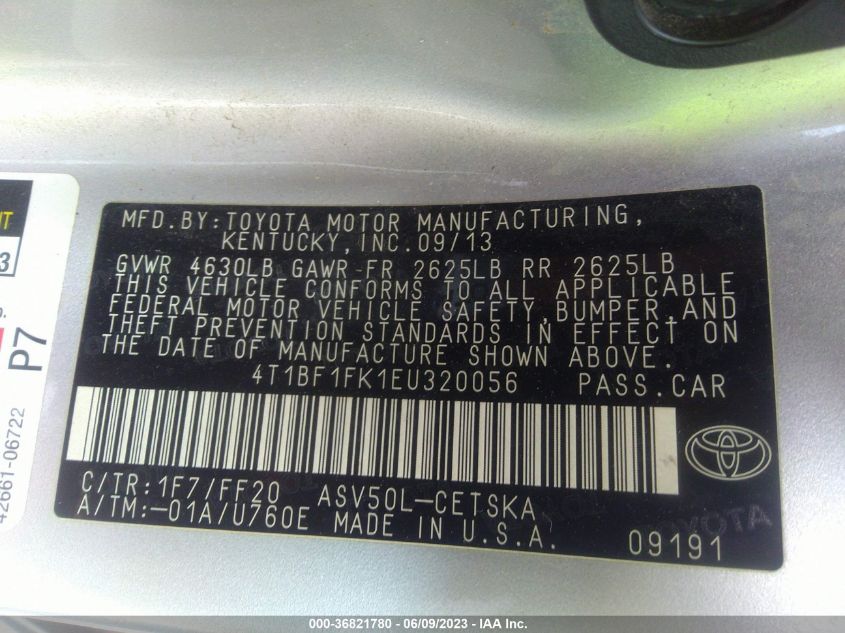 MFD.BY:TOYOTA MOTOR MANUFACTURING,
KENTUCKY,INC.09/13
GVWR 4630LB GAWR-FR 2625LB RR 2625LB
THIS VEHICLE CONFORMS TO ALL APPLICABLE
FEDERAL MOTOR VEHICLE SAFETY,BUMPER,AND
THEFT PREVENTION STANDARDS IN EFFECT ON
THE DATE OF MANUFACTURE SHOWN ABOVE.
4T1BF1FK1EU320056 PASS.CAR
C/TR:1F7/FF20 ASV50L-CETSKA
A/TM:-01A/U760E MADE IN U.S.A.
09191
TOYOTA
P7
42661-06722
000-36821780 - 06/09/2023 - IAA Inc.